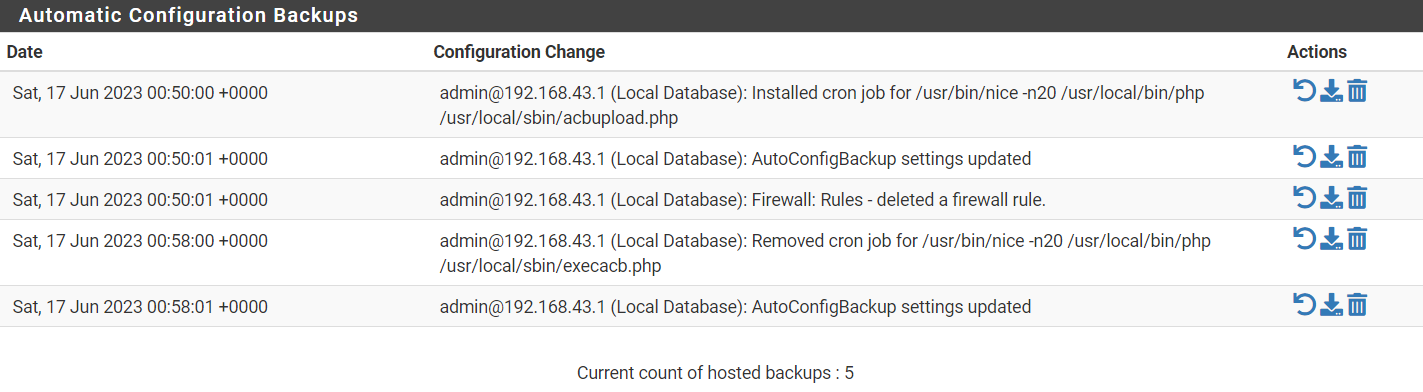 Automatic Configuration Backups
Date Configuration Change Actions
Sat, 17 Jun 2023 00:50:00 +0000 admin@192.168.43.1 (Local Database): Installed cron job for /usr/bin/nice -n20 /usr/local/bin/php
/usr/local/sbin/acbupload.php
Sat, 17 Jun 2023 00:50:01 +0000 admin@192.168.43.1 (Local Database): AutoConfigBackup settings updated
Sat, 17 Jun 2023 00:50:01 +0000 admin@192.168.43.1 (Local Database): Firewall: Rules - deleted a firewall rule.
Sat, 17 Jun 2023 00:58:00 +0000 admin@192.168.43.1 (Local Database): Removed cron job for /usr/bin/nice -n20 /usr/local/bin/php
/usr/local/sbin/execacb.php
Sat, 17 Jun 2023 00:58:01 +0000 admin@192.168.43.1 (Local Database): AutoConfigBackup settings updated
Current count of hosted backups : 5